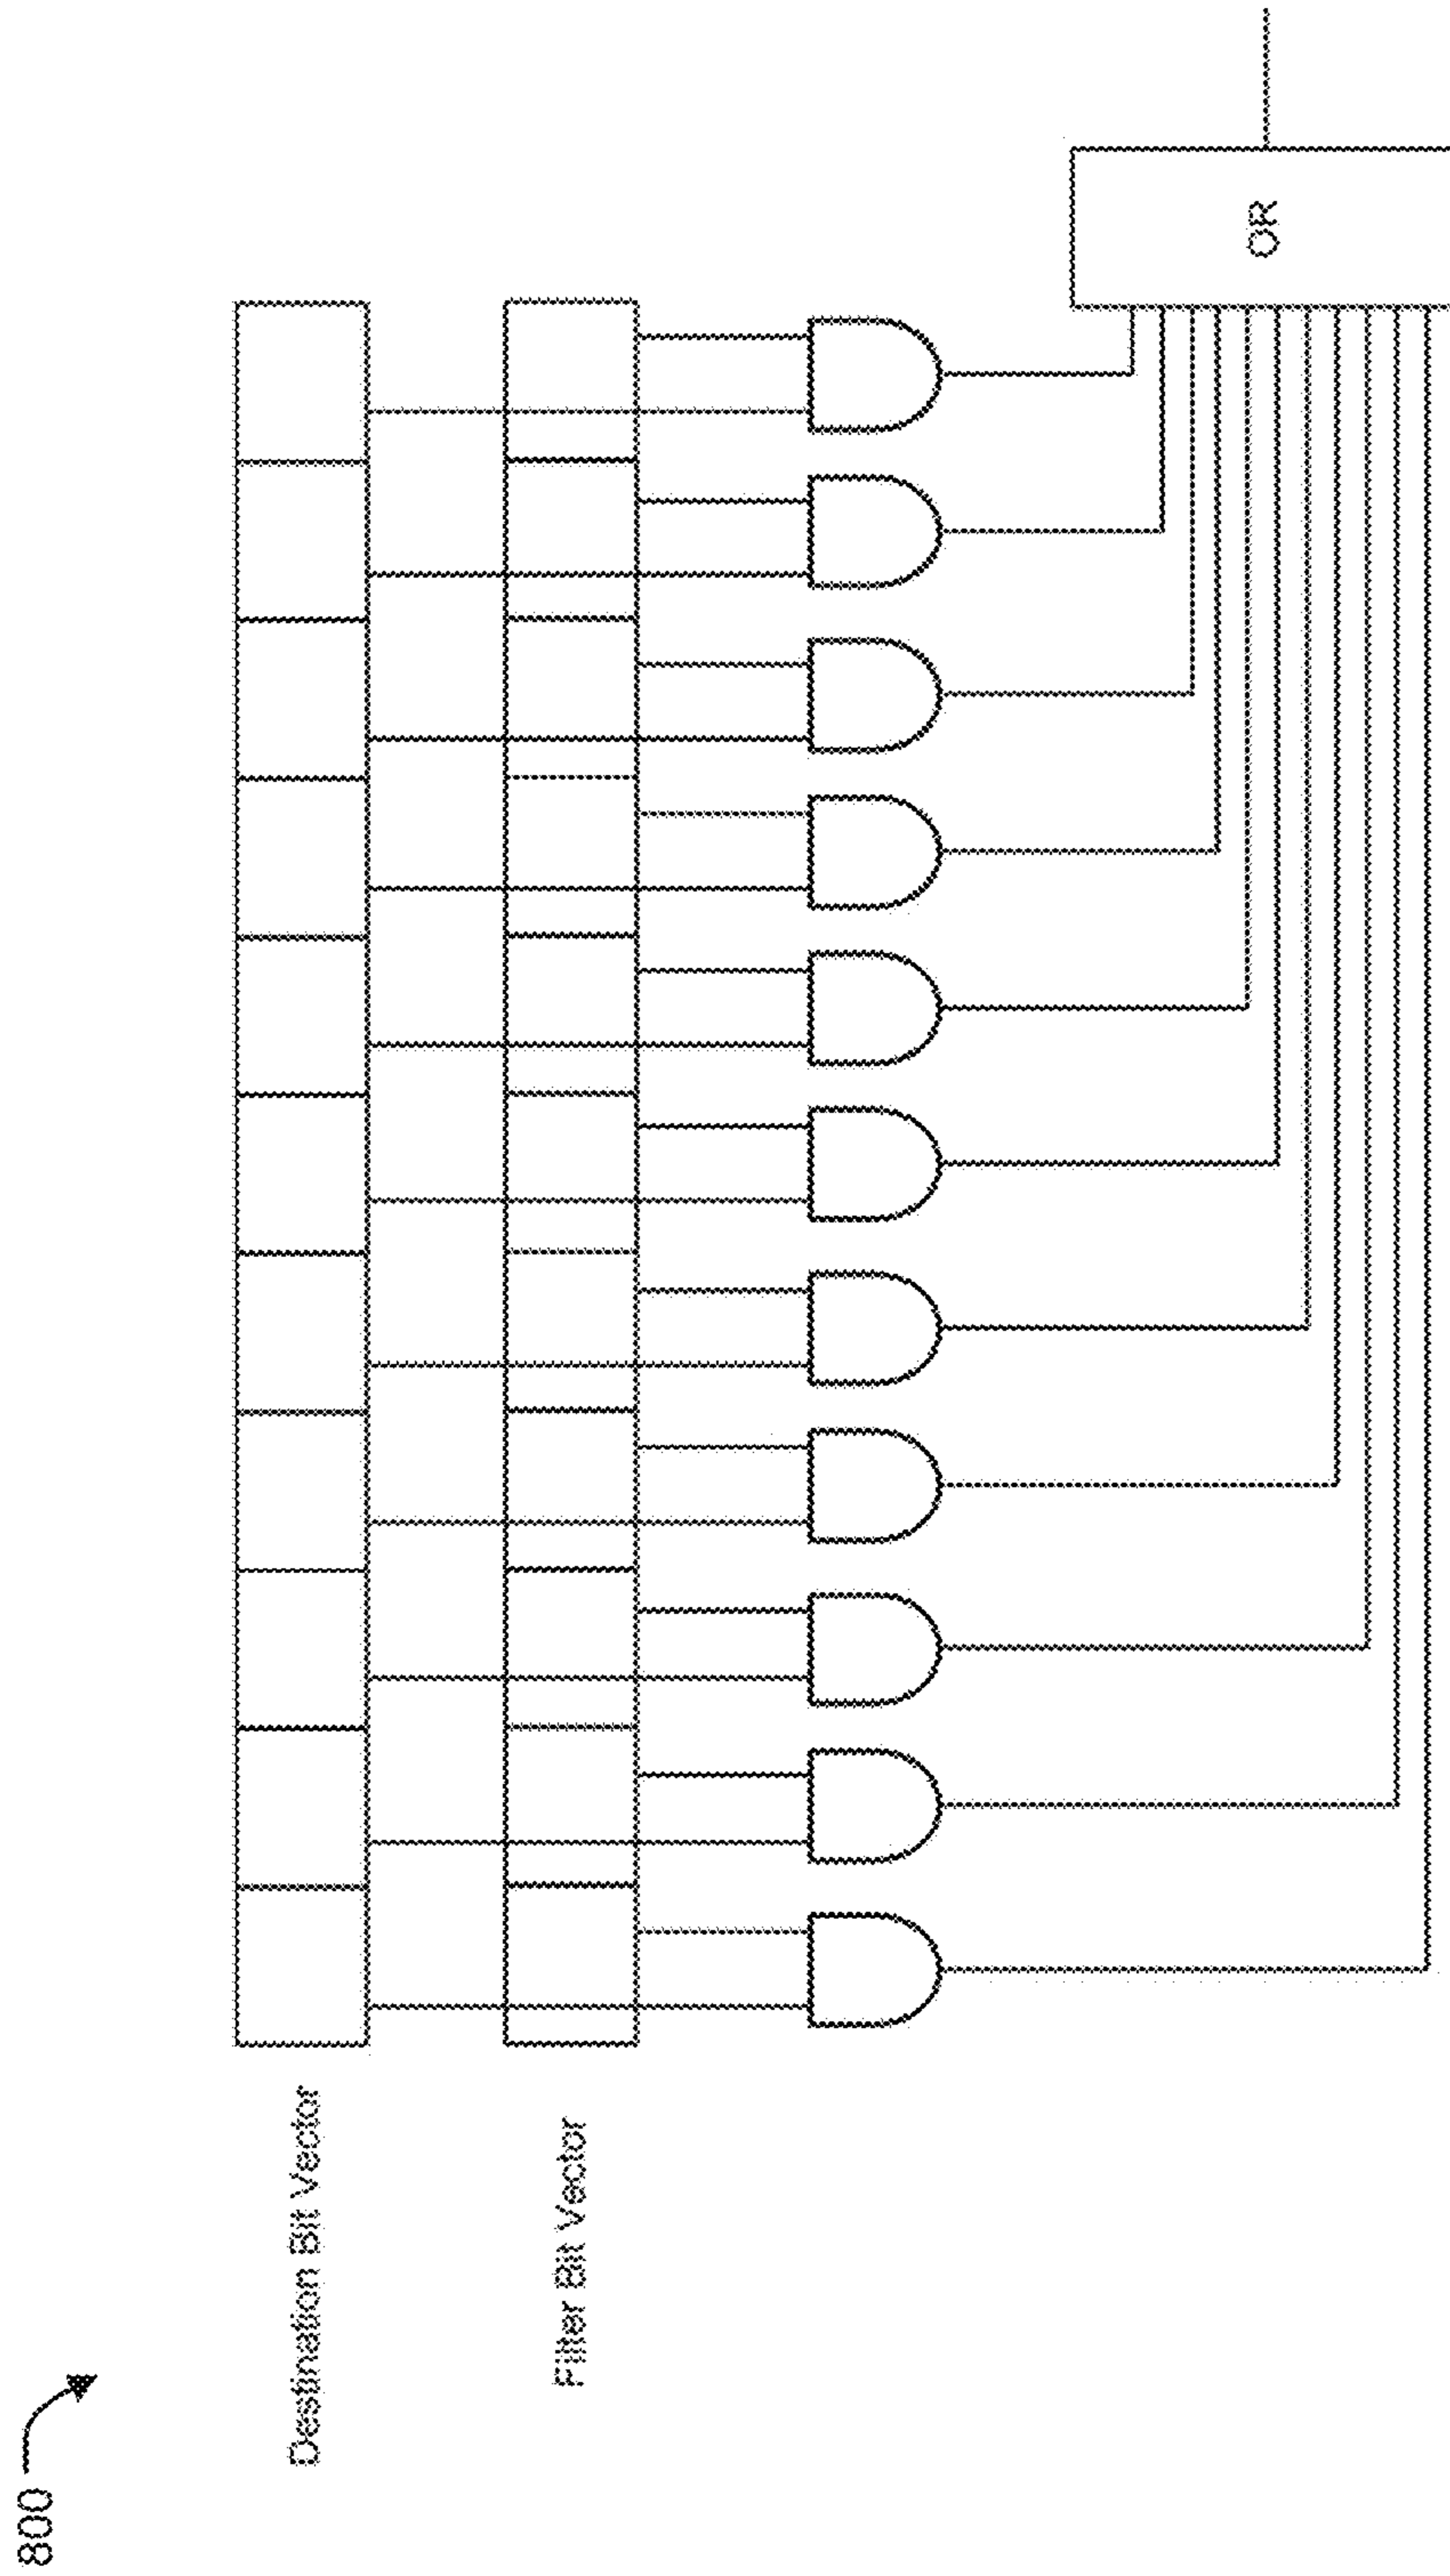 800
Destination Bit Vector
Filter Bit Vector
OR